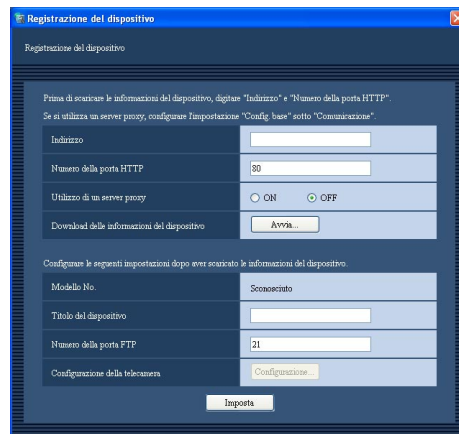 Registrazione del dispositivo
Registrazione del dispositivo
Prima di scaricare le informazioni del dispositivo, digitare "Indirizzo" e "Numero della porta HTTP".
Se si utilizza un server proxy, configurare l'impostazione "Config. base" sotto "Comunicazione".
Indirizzo
Numero della porta HTTP 80
Utilizzo di un server proxy ON OFF
Download delle informazioni del dispositivo Avvia...
Configurare le seguenti impostazioni dopo aver scaricato le informazioni del dispositivo.
Modello No. Sconosciuto
Titolo del dispositivo
Numero della porta FTP 21
Configurazione della telecamera Configurazione...
Imposta